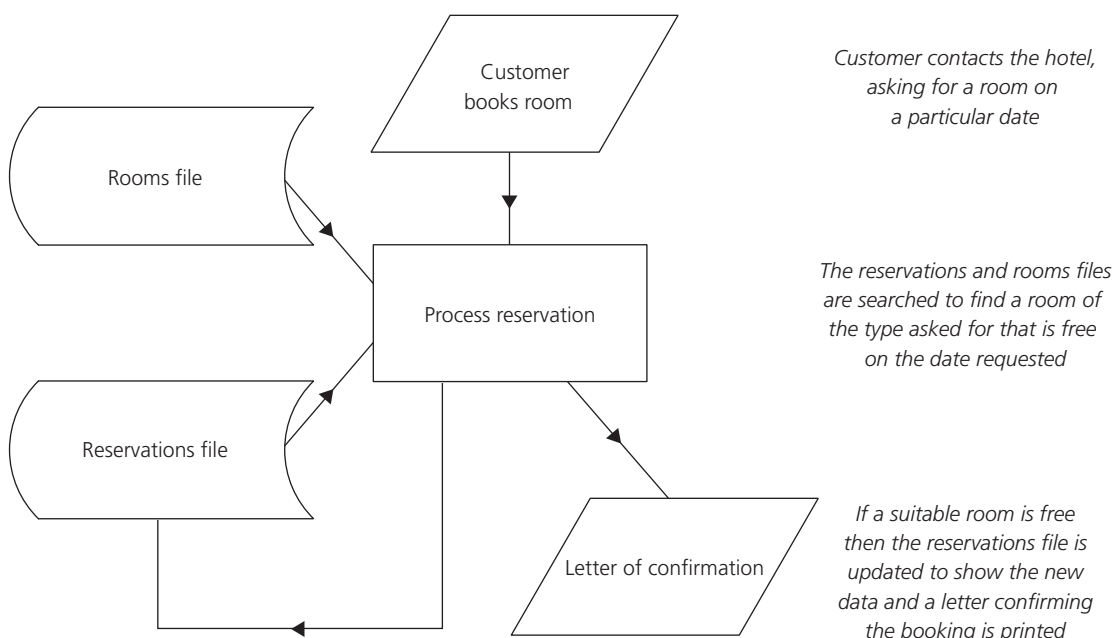 Customer
books room
Customer contacts the hotel,
asking for a room on
a particular date
Rooms file
Process reservation
The reservations and rooms files
are searched to find a room of
the type asked for that is free
on the date requested
Reservations file
Letter of confirmation
If a suitable room is free
then the reservations file is
updated to show the new
data and a letter confirming
the booking is printed